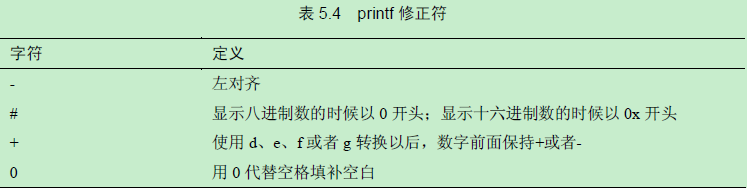 表 5.4 printf 修正符
字符 定义
- 左对齐
# 显示八进制数的时候以 0 开头；显示十六进制数的时候以 0x 开头
+ 使用 d、e、f 或者 g 转换以后，数字前面保持+或者-
0 用 0 代替空格填补空白